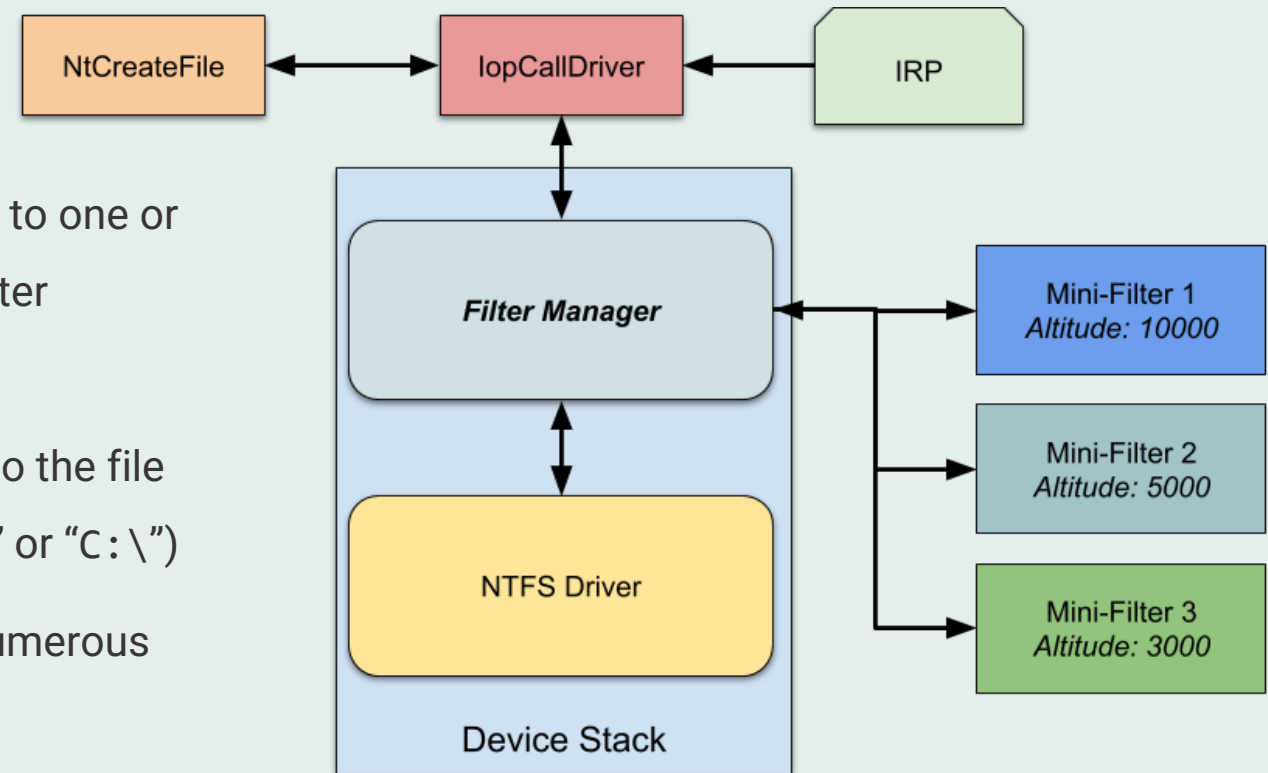 NtCreateFile
IopCallDriver
IRP
to one or
ter
o the file
” or “C:\”)
umerous
Filter Manager
NTFS Driver
Device Stack
Mini-Filter 1
Altitude: 10000
Mini-Filter 2
Altitude: 5000
Mini-Filter 3
Altitude: 3000